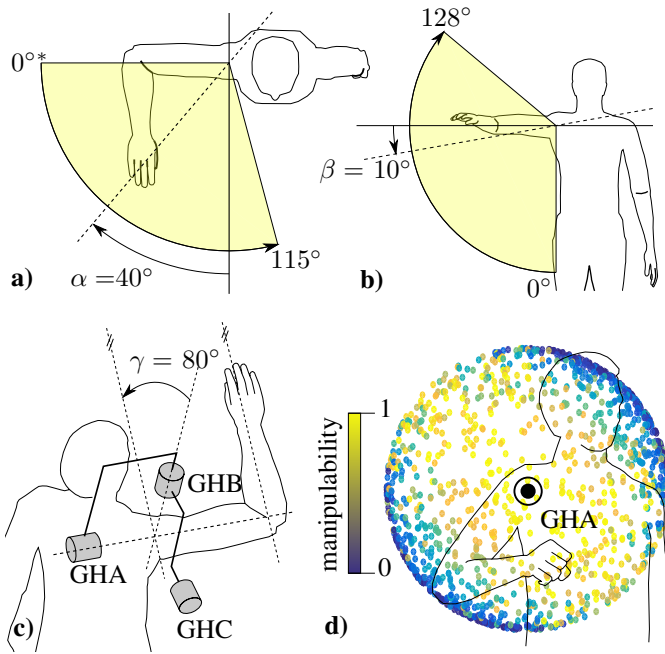 0°*
115°
α =40°
a)
128°
β = 10°
0°
b)
γ = 80°
GHB
GHA
GHC
c)
1
manipulability
0
GHA
d)